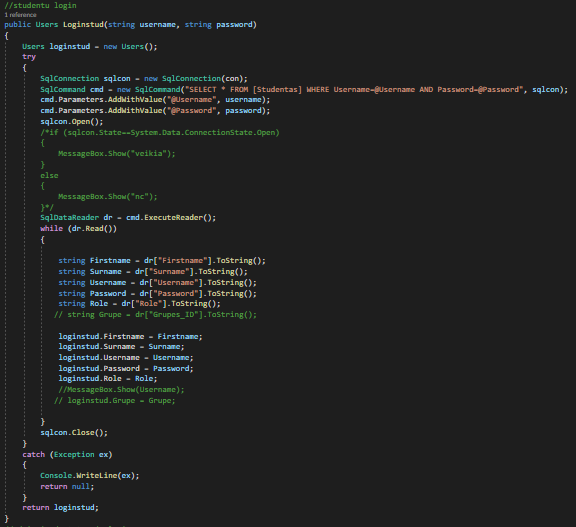 //studentu login
1 reference
public Users Loginstud(string username, string password)
{
Users loginstud = new Users();
try
{
SqlConnection sqlcon = new SqlConnection(con);
SqlCommand cmd = new SqlCommand("SELECT * FROM [Studentas] WHERE Username=@Username AND Password=@Password", sqlcon);
cmd.Parameters.AddWithValue("@Username", username);
cmd.Parameters.AddWithValue("@Password", password);
sqlcon.Open();
/*if (sqlcon.State==System.Data.ConnectionState.Open)
{
MessageBox.Show("veikia");
}
else
{
MessageBox.Show("nc");
}*/
SqlDataReader dr = cmd.ExecuteReader();
while (dr.Read())
{
string Firstname = dr["Firstname"].ToString();
string Surname = dr["Surname"].ToString();
string Username = dr["Username"].ToString();
string Password = dr["Password"].ToString();
string Role = dr["Role"].ToString();
// string Grupe = dr["Grupes_ID"].ToString();
loginstud.Firstname = Firstname;
loginstud.Surname = Surname;
loginstud.Username = Username;
loginstud.Password = Password;
loginstud.Role = Role;
//MessageBox.Show(Username);
// loginstud.Grupe = Grupe;
}
sqlcon.Close();
}
catch (Exception ex)
{
Console.WriteLine(ex);
return null;
}
return loginstud;
}